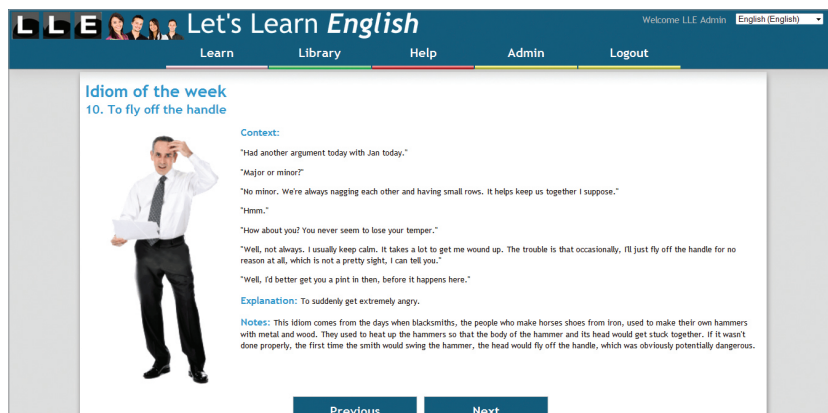 LLE Let's Learn English
Welcome LLE Admin English (English)
Learn Library Help Admin Logout
Idiom of the week
10. To fly off the handle
Context:
"Had another argument today with Jan today."
"Major or minor?"
"No minor. We're always nagging each other and having small rows. It helps keep us together I suppose."
"Hmm."
"How about you? You never seem to lose your temper."
"Well, not always. I usually keep calm. It takes a lot to get me wound up. The trouble is that occasionally, I'll just fly off the handle for no
reason at all, which is not a pretty sight, I can tell you."
"Well, I'd better get you a pint in then, before it happens here."
Explanation: To suddenly get extremely angry.
Notes: This idiom comes from the days when blacksmiths, the people who make horses shoes from iron, used to make their own hammers
with metal and wood. They used to heat up the hammers so that the body of the hammer and its head would get stuck together. If it wasn't
done properly, the first time the smith would swing the hammer, the head would fly off the handle, which was obviously potentially dangerous.
Previous Next